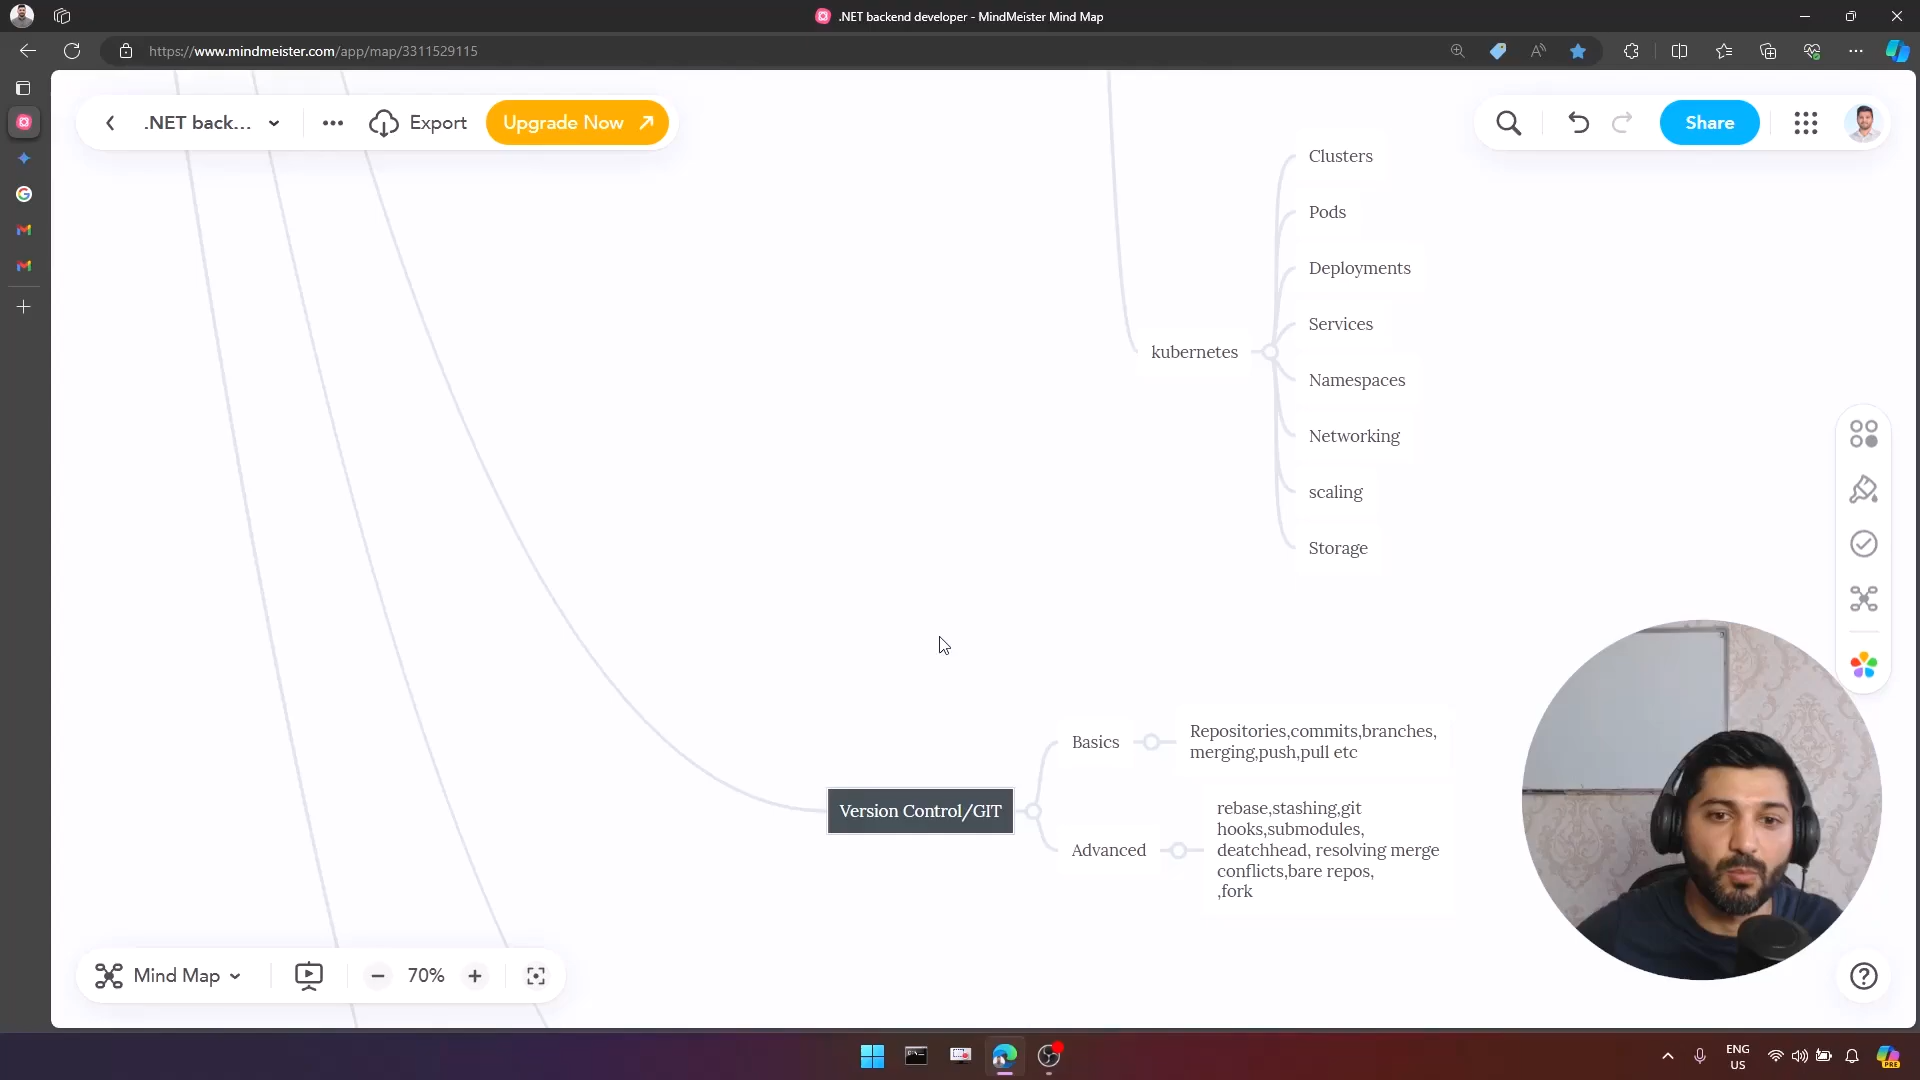 .NET backend developer - MindMeister Mind Map
https://www.mindmeister.com/app/map/3311529115
.NET back...
Export
Upgrade Now
Share
Clusters
Pods
Deployments
Services
kubernetes
Namespaces
Networking
scaling
Storage
Basics
Repositories,commits,branches,
merging,push,pull etc
Version Control/GIT
Advanced
rebase,stashing,git
hooks,submodules,
deatchhead, resolving merge
conflicts,bare repos,
,fork
Mind Map
70%
ENG
US
PRE